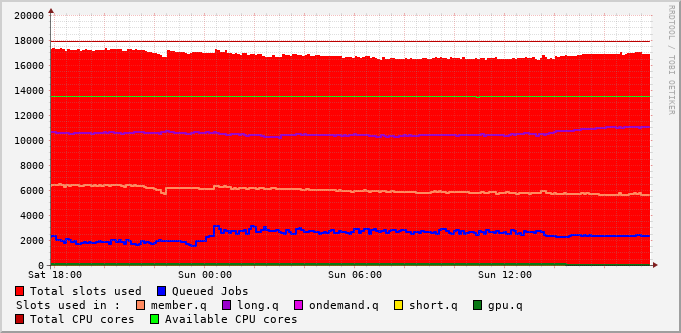 RRDTOOL / TOBI OETIKER
20000
18000
16000
14000
12000
10000
8000
6000
4000
2000
0
Sat 18:00 Sun 00:00 Sun 06:00 Sun 12:00
Total slots used Queued Jobs
Slots used in : member.q long.q ondemand.q short.q gpu.q
Total CPU cores Available CPU cores